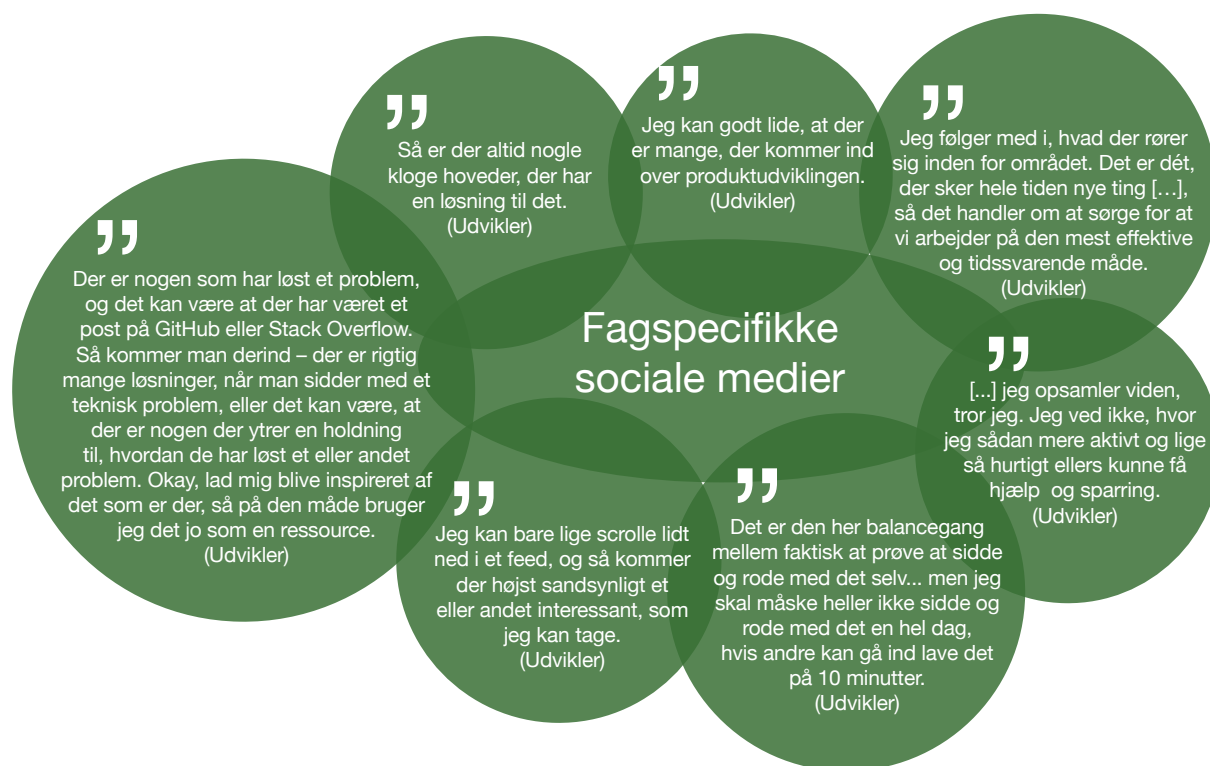 ”
Så er der altid nogle
kloge hoveder, der har
en løsning til det.
(Udvikler)
”
Jeg kan godt lide, at der
er mange, der kommer ind
over produktudviklingen.
(Udvikler)
”
Jeg følger med i, hvad der rører
sig inden for området. Det er dét,
der sker hele tiden nye ting […],
så det handler om at sørge for at
vi arbejder på den mest effektive
og tidssvarende måde.
(Udvikler)
”
Der er nogen som har løst et problem,
og det kan være at der har været et
post på GitHub eller Stack Overflow.
Så kommer man derind – der er rigtig
mange løsninger, når man sidder med et
teknisk problem, eller det kan være, at
der er nogen der ytrer en holdning
til, hvordan de har løst et eller andet
problem. Okay, lad mig blive inspireret af
det som er der, så på den måde bruger
jeg det jo som en ressource.
(Udvikler)
Fagspecifikke
sociale medier
”
[...] jeg opsamler viden,
tror jeg. Jeg ved ikke, hvor
jeg sådan mere aktivt og lige
så hurtigt ellers kunne få
hjælp og sparring.
(Udvikler)
”
Jeg kan bare lige scrolle lidt
ned i et feed, og så kommer
der højst sandsynligt et
eller andet interessant, som
jeg kan tage.
(Udvikler)
”
Det er den her balancegang
mellem faktisk at prøve at sidde
og rode med det selv... men jeg
skal måske heller ikke sidde og
rode med det en hel dag,
hvis andre kan gå ind lave det
på 10 minutter.
(Udvikler)